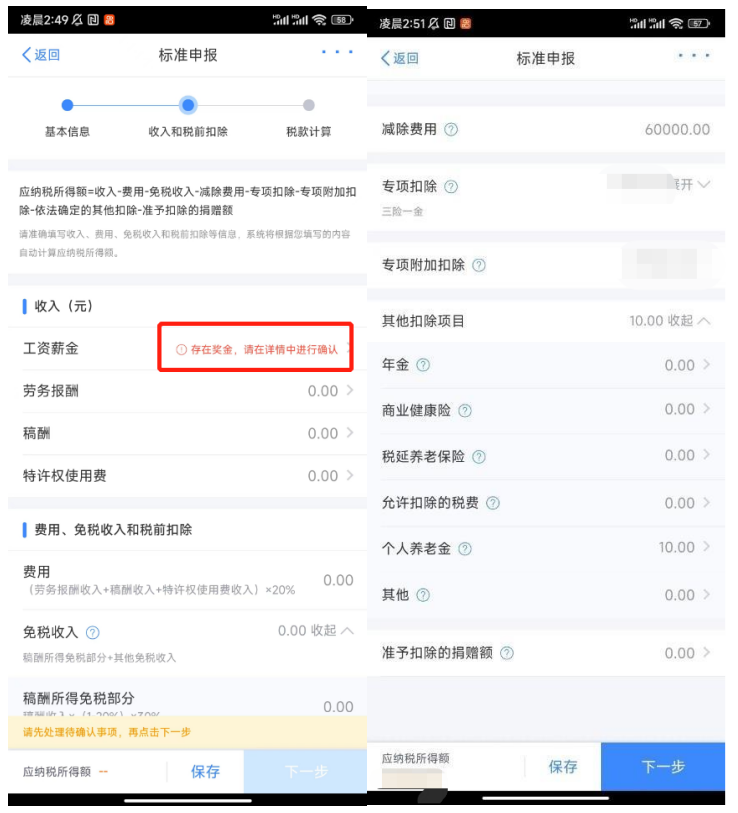 凌晨2:49
58
返回
标准申报
基本信息
收入和税前扣除
税款计算
应纳税所得额=收入-费用-免税收入-减除费用-专项扣除-专项附加扣
除-依法确定的其他扣除-准予扣除的捐赠额
请准确填写收入、费用、免税收入和税前扣除等信息，系统将根据您填写的内容
自动计算应纳税所得额。
收入（元）
工资薪金
存在奖金，请在详情中进行确认
劳务报酬
0.00
稿酬
0.00
特许权使用费
0.00
费用、免税收入和税前扣除
费用
（劳务报酬收入+稿酬收入+特许权使用费收入）×20%
0.00
免税收入
0.00 收起
稿酬所得免税部分+其他免税收入
稿酬所得免税部分
0.00
请先处理待确认事项，再点击下一步
应纳税所得额 --
保存
下一步
凌晨2:51
57
返回
标准申报
减除费用
60000.00
专项扣除
展开
三险一金
专项附加扣除
其他扣除项目
10.00 收起
年金
0.00
商业健康险
0.00
税延养老保险
0.00
允许扣除的税费
0.00
个人养老金
10.00
其他
0.00
准予扣除的捐赠额
0.00
应纳税所得额
保存
下一步